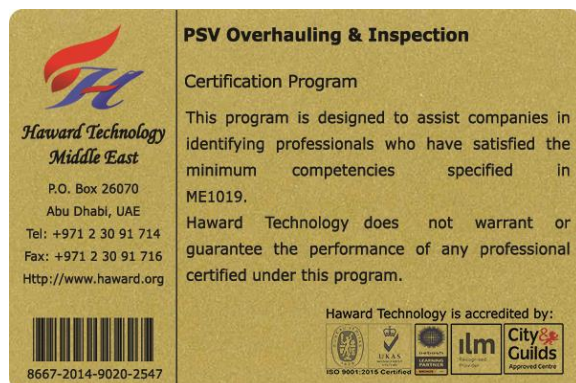 Haward Technology
Middle East
P.O. Box 26070
Abu Dhabi, UAE
Tel: +971 2 30 91 714
Fax: +971 2 30 91 716
Http://www.haward.org
8667-2014-9020-2547
PSV Overhauling & Inspection
Certification Program
This program is designed to assist companies in
identifying professionals who have satisfied the
minimum competencies specified in
ME1019.
Haward Technology does not warrant or
guarantee the performance of any professional
certified under this program.
Haward Technology is accredited by:
UKAS
ilm
Recognised
Provider
City&
Guilds
Approved Centre
LEARNING
PARTNER
ISO 9001:2015 Certified